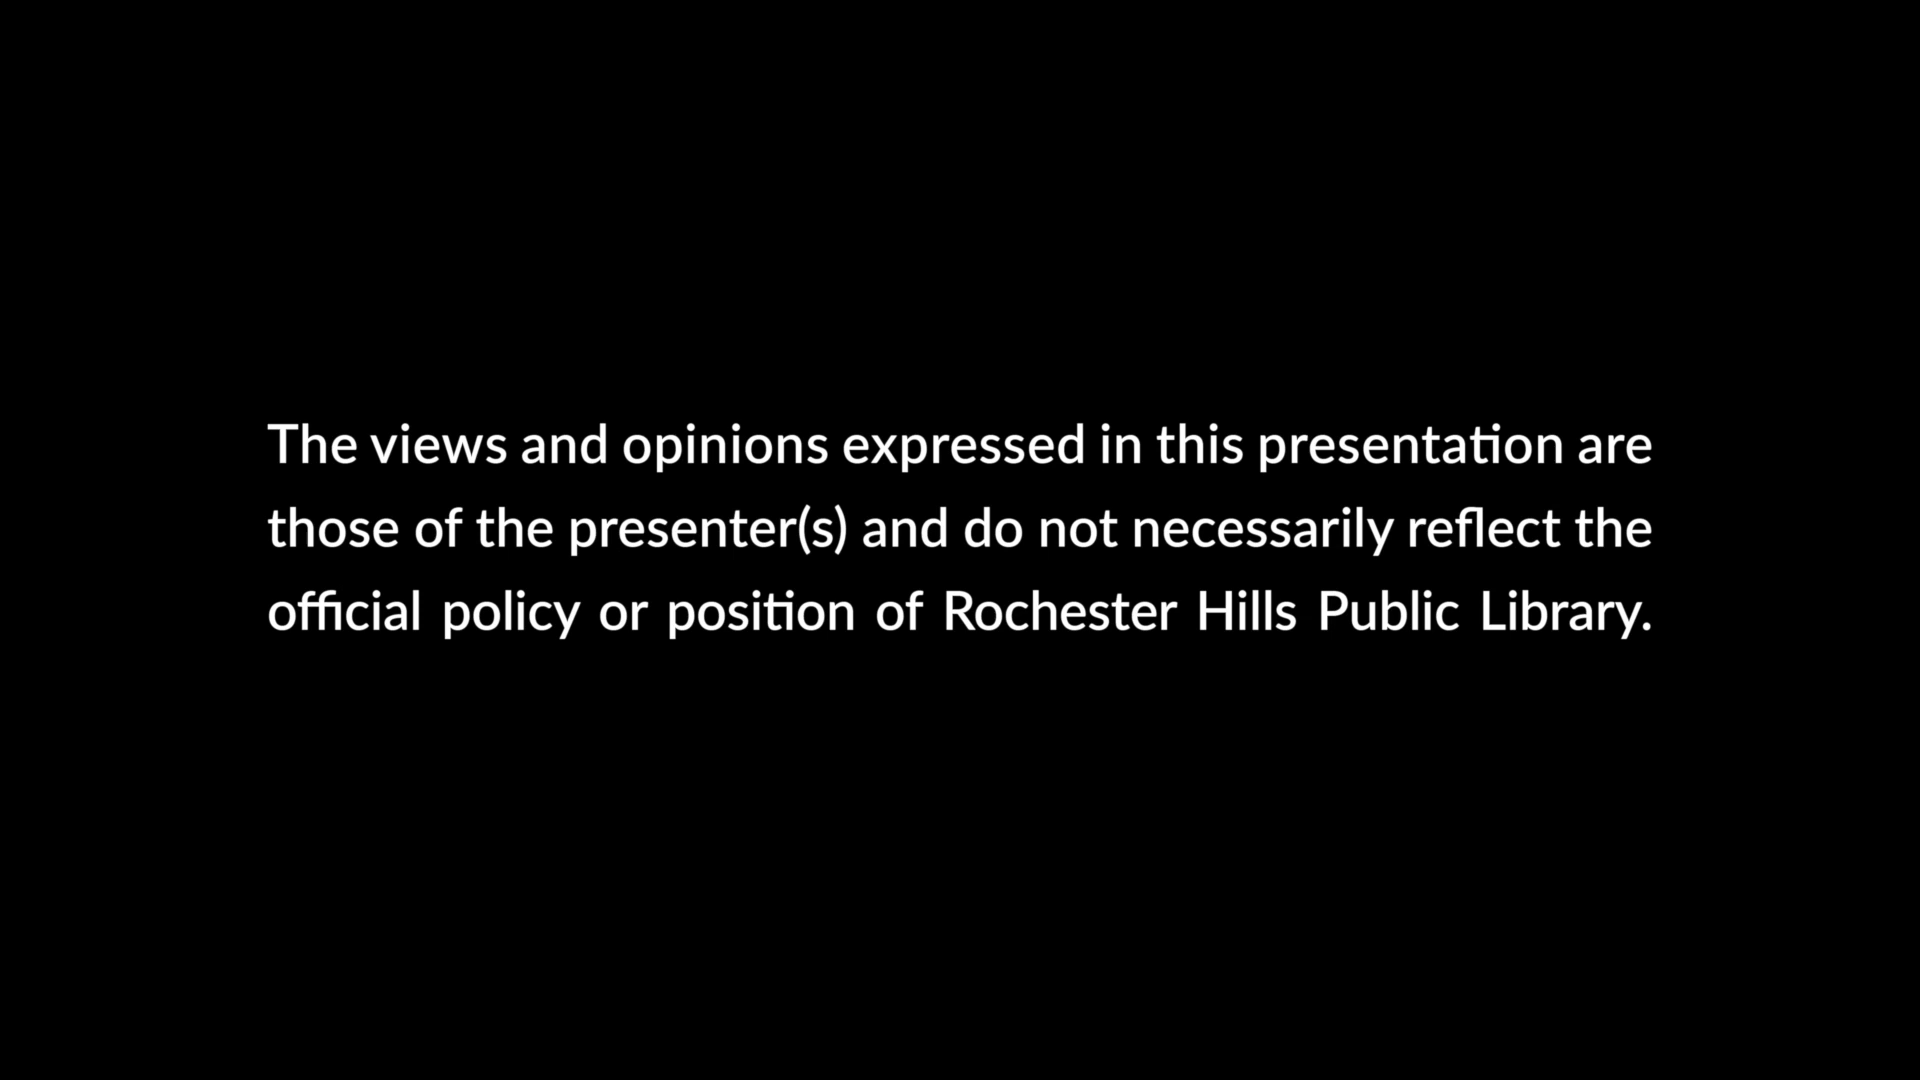 The views and opinions expressed in this presentation are
those of the presenter(s) and do not necessarily reflect the
official policy or position of Rochester Hills Public Library.